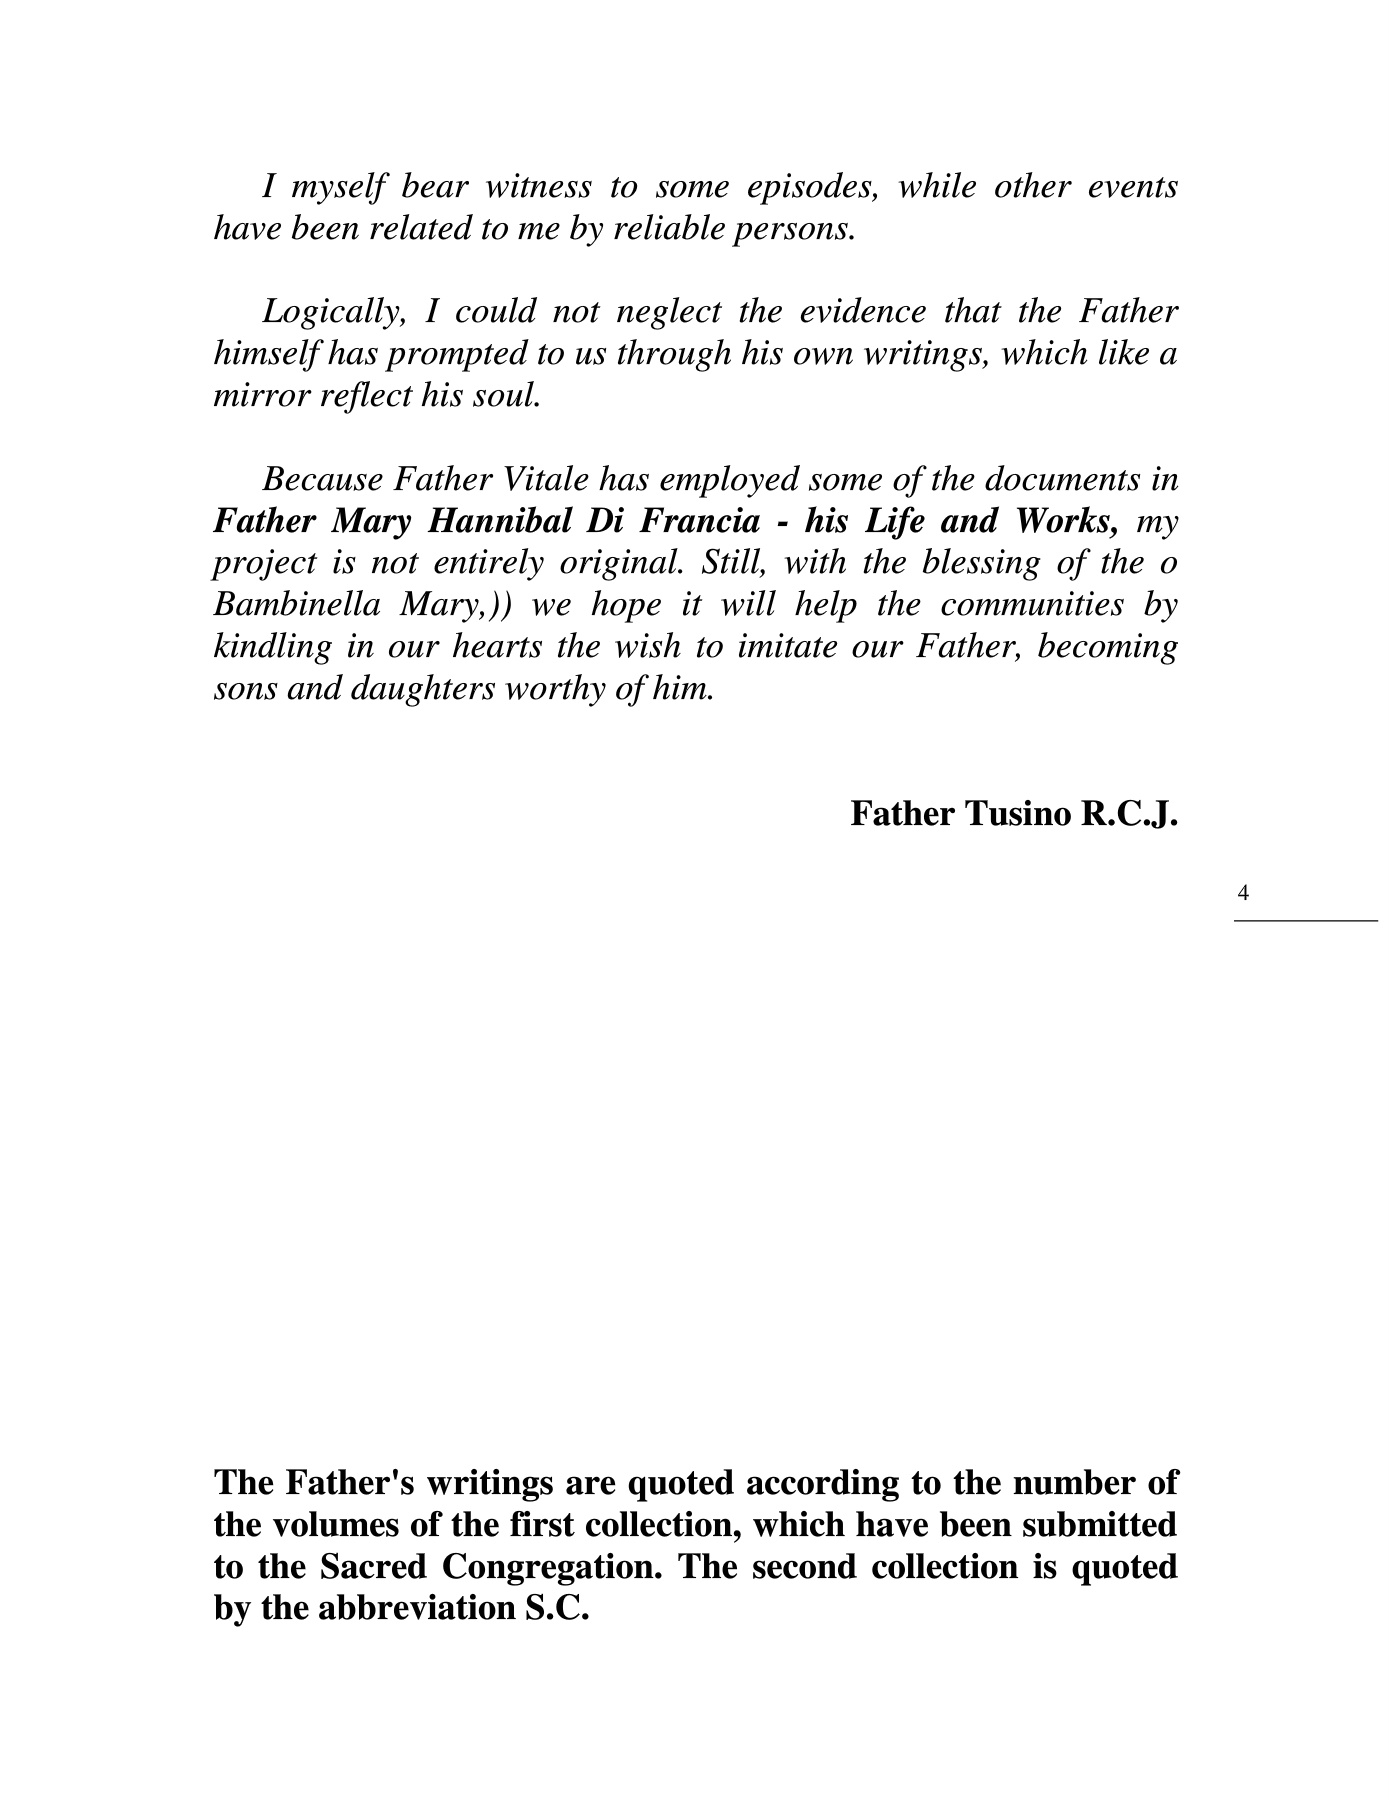 I myself bear witness to some episodes, while other events
have been related to me by reliable persons.
Logically, I could not neglect the evidence that the Father
himself has prompted to us through his own writings, which like a
mirror reflect his soul.
Because Father Vitale has employed some of the documents in
Father Mary Hannibal Di Francia - his Life and Works, my
project is not entirely original. Still, with the blessing of the o
Bambinella Mary,)) we hope it will help the communities by
kindling in our hearts the wish to imitate our Father, becoming
sons and daughters worthy of him.
Father Tusino R.C.J.
4
The Father's writings are quoted according to the number of
the volumes of the first collection, which have been submitted
to the Sacred Congregation. The second collection is quoted
by the abbreviation S.C.